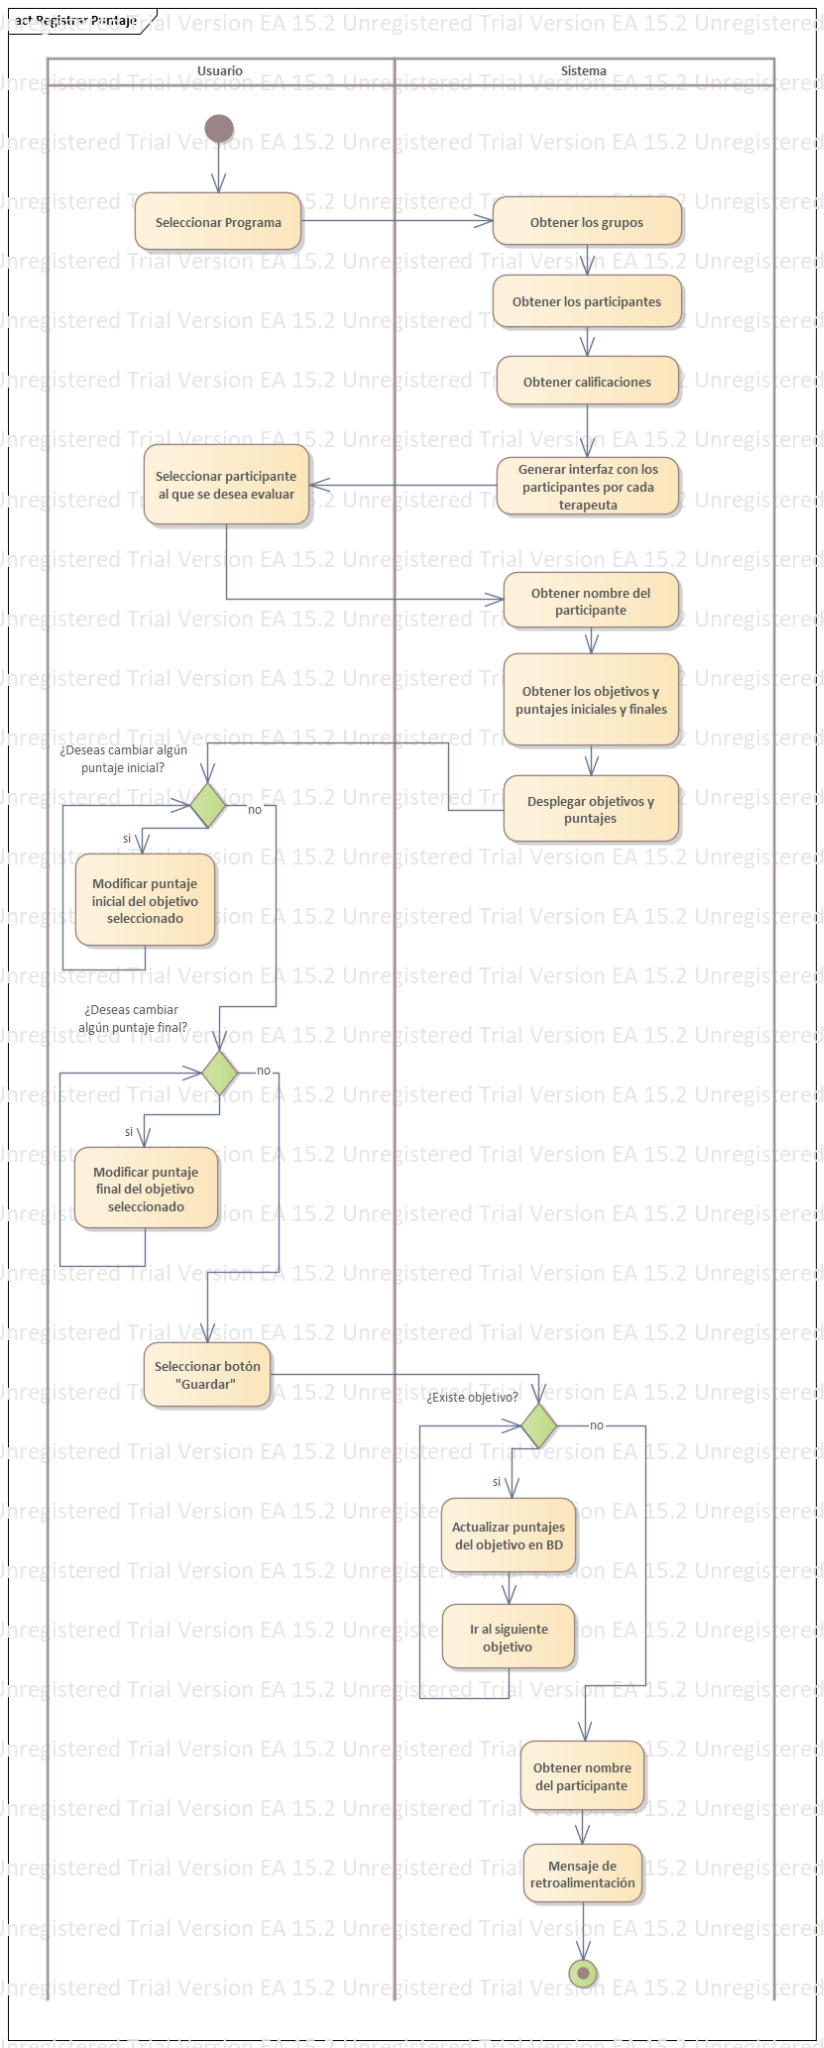 act Registrar Puntaje
Usuario
Sistema
Seleccionar Programa
Obtener los grupos
Obtener los participantes
Obtener calificaciones
Generar interfaz con los
participantes por cada
terapeuta
Seleccionar participante
al que se desea evaluar
Obtener nombre del
participante
Obtener los objetivos y
puntajes iniciales y finales
Desplegar objetivos y
puntajes
¿Deseas cambiar algún
puntaje inicial?
no
si
Modificar puntaje
inicial del objetivo
seleccionado
¿Deseas cambiar
algún puntaje final?
no
si
Modificar puntaje
final del objetivo
seleccionado
Seleccionar botón
"Guardar"
¿Existe objetivo?
no
si
Actualizar puntajes
del objetivo en BD
Ir al siguiente
objetivo
Obtener nombre
del participante
Mensaje de
retroalimentación
Unregistered Trial Version EA 15.2